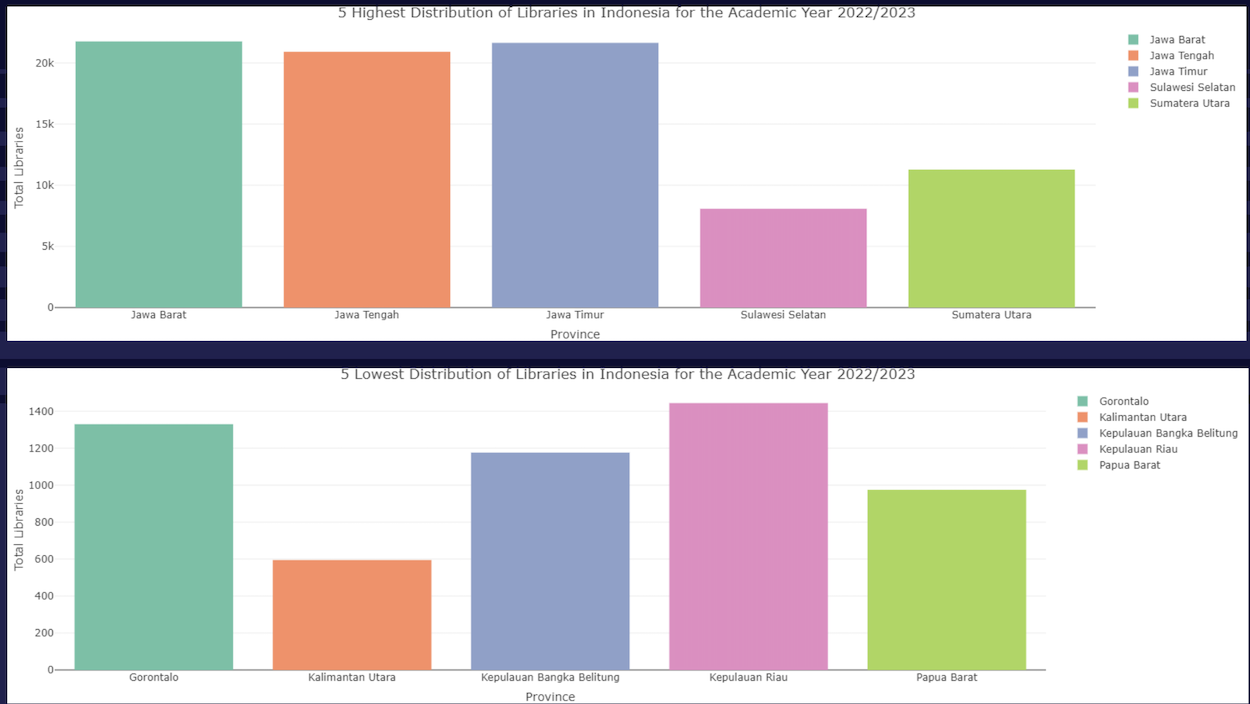 5 Highest Distribution of Libraries in Indonesia for the Academic Year 2022/2023
Jawa Barat
Jawa Tengah
Jawa Timur
Sulawesi Selatan
Sumatera Utara
Total Libraries
20k
15k
10k
5k
0
Jawa Barat Jawa Tengah Jawa Timur Sulawesi Selatan Sumatera Utara
Province
5 Lowest Distribution of Libraries in Indonesia for the Academic Year 2022/2023
Gorontalo
Kalimantan Utara
Kepulauan Bangka Belitung
Kepulauan Riau
Papua Barat
Total Libraries
1400
1200
1000
800
600
400
200
0
Gorontalo Kalimantan Utara Kepulauan Bangka Belitung Kepulauan Riau Papua Barat
Province